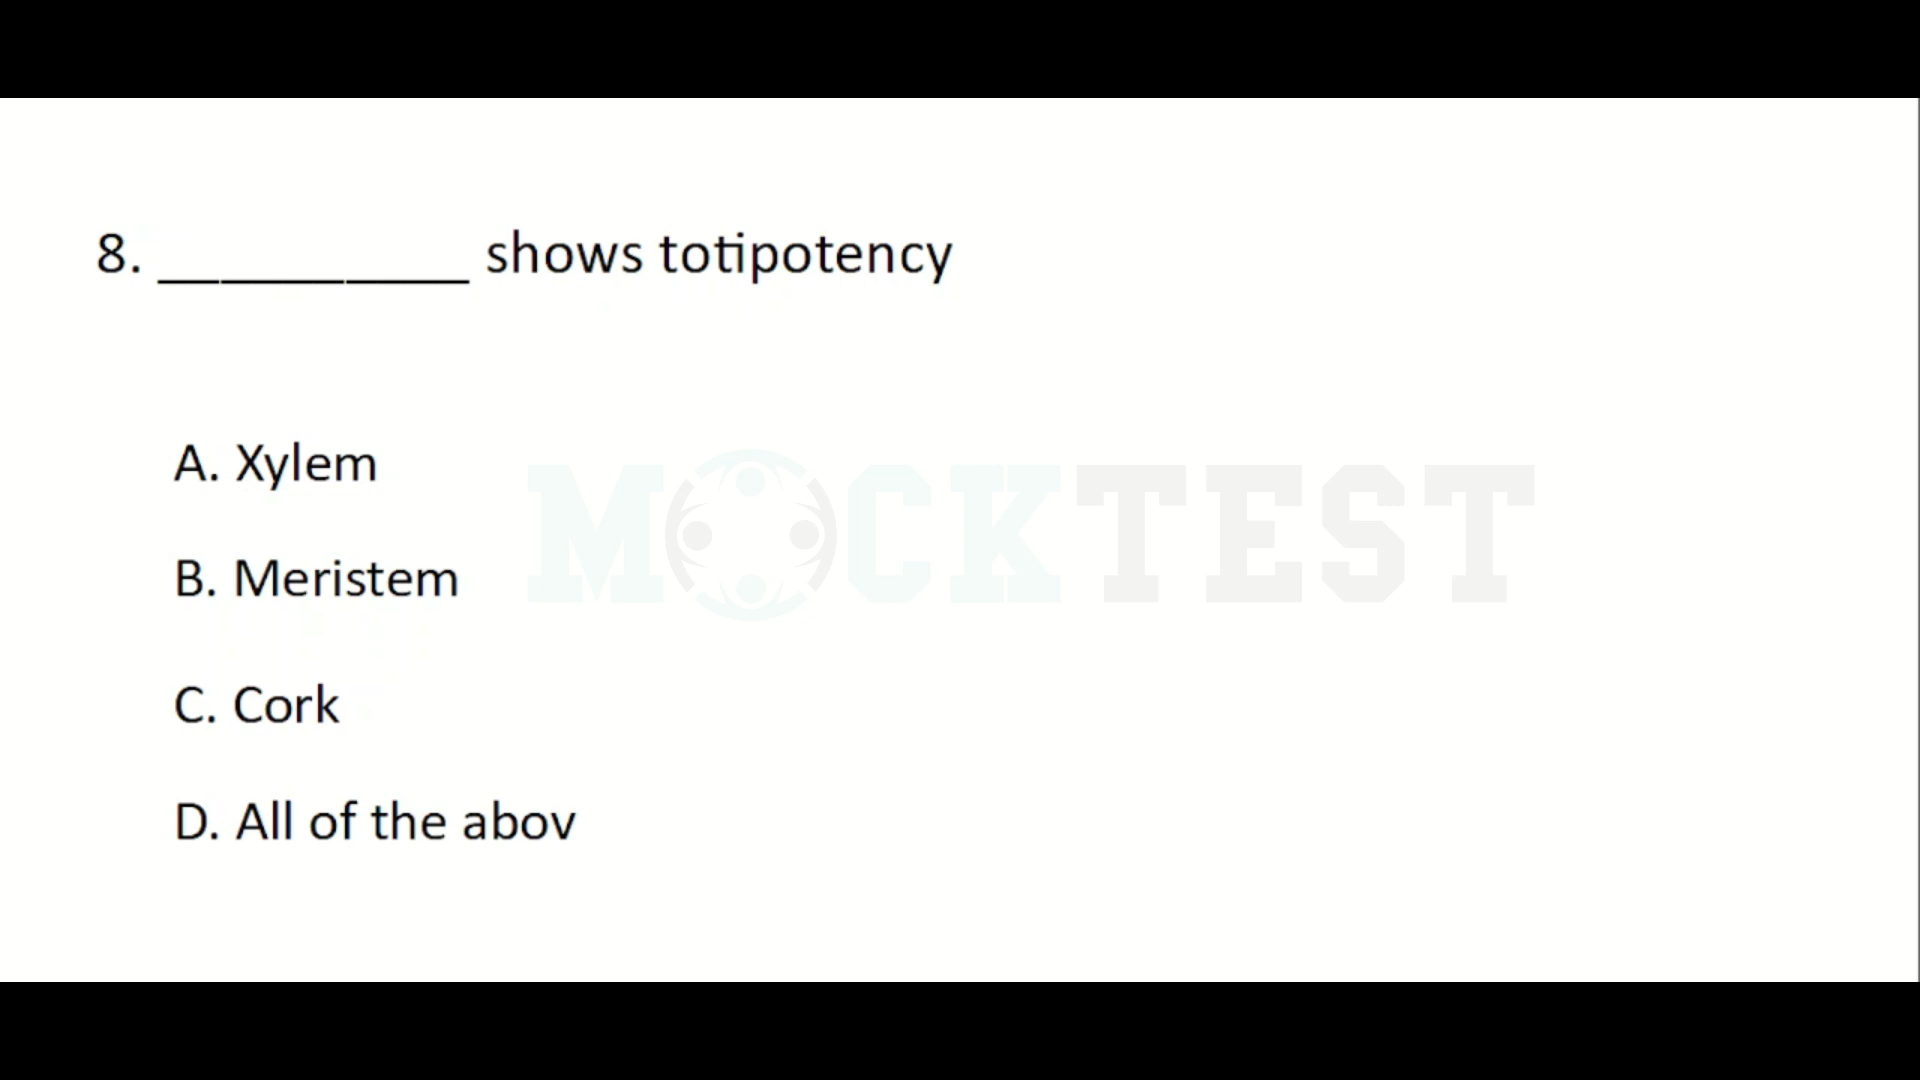 8. __________ shows totipotency
A. Xylem
MOCKTEST
B. Meristem
C. Cork
D. All of the abov